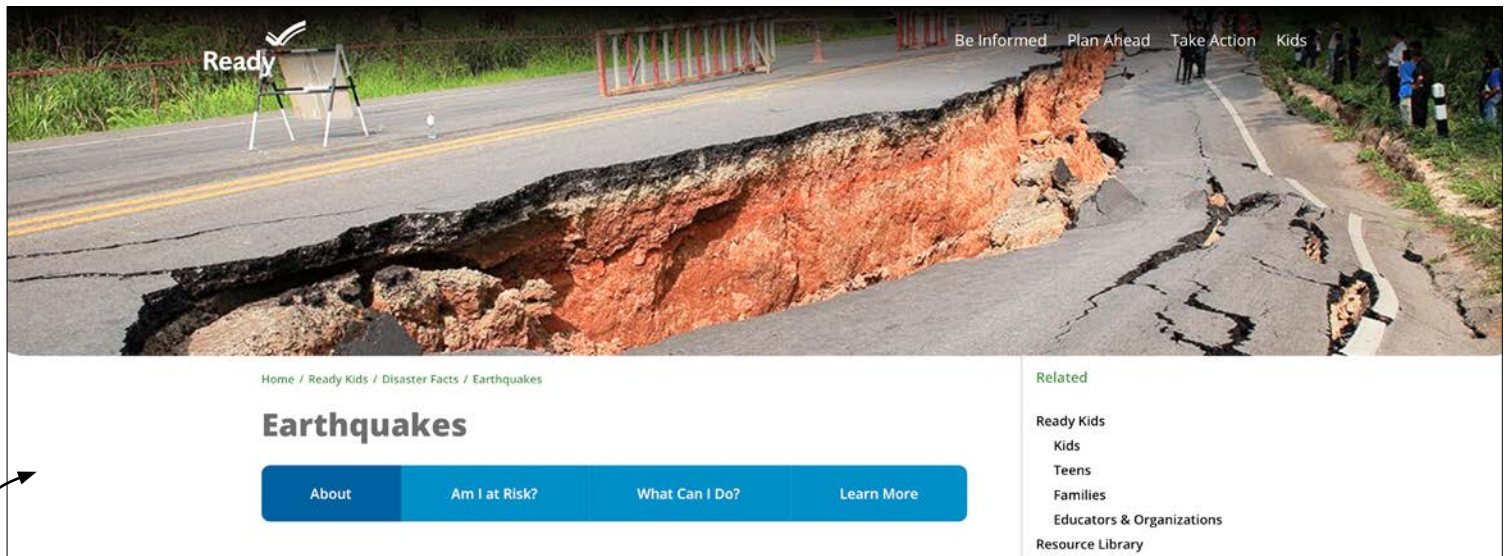 Ready
Be Informed Plan Ahead Take Action Kids
Home / Ready Kids / Disaster Facts / Earthquakes
Earthquakes
About Am I at Risk? What Can I Do? Learn More
Related
Ready Kids
Kids
Teens
Families
Educators & Organizations
Resource Library